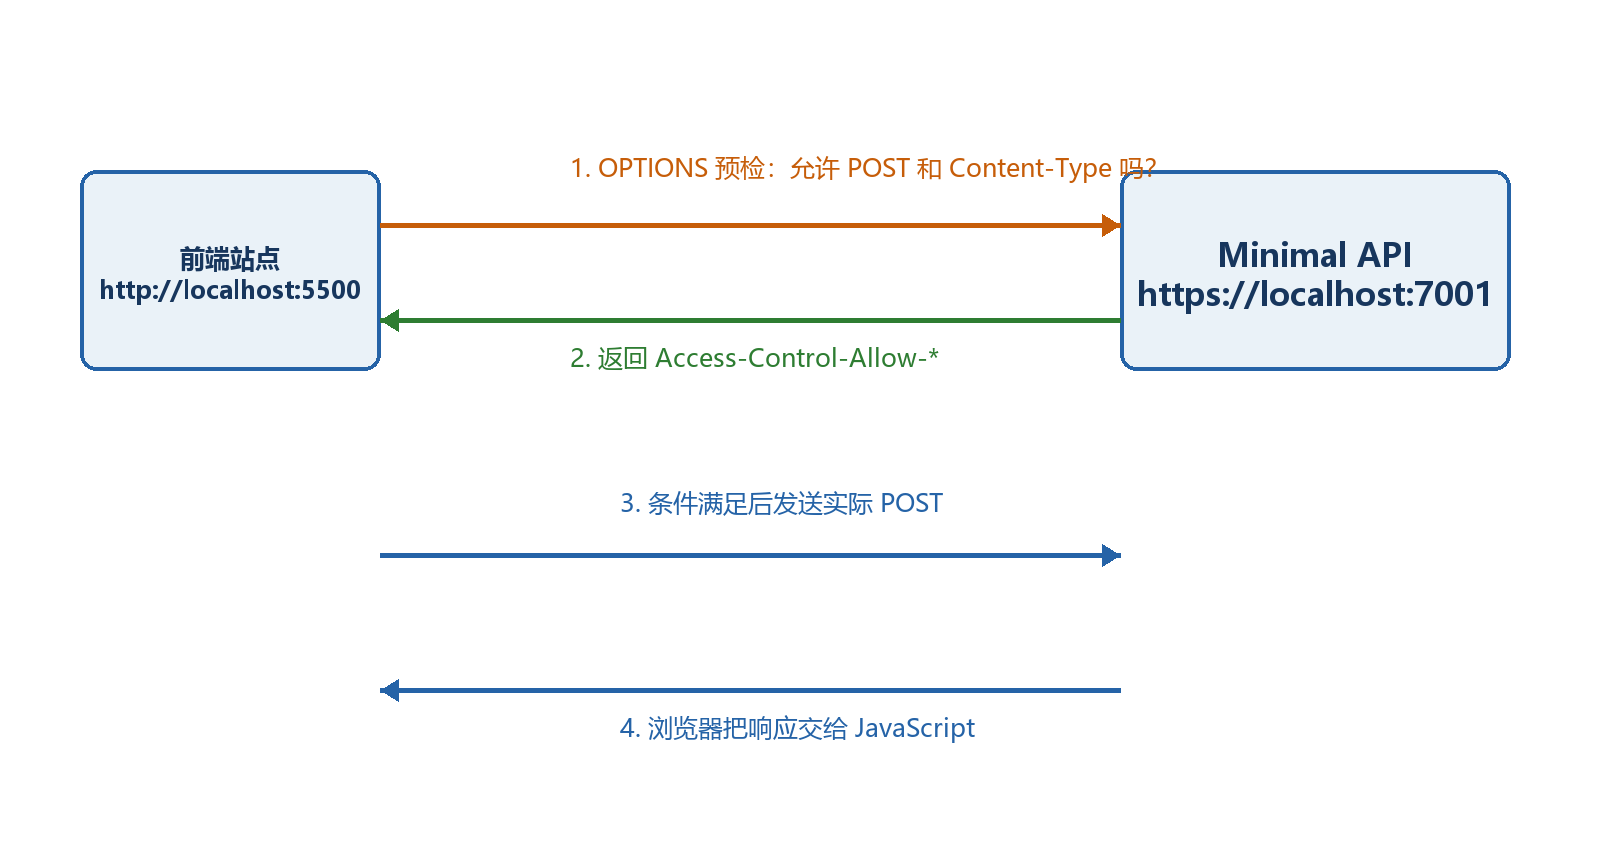 1. OPTIONS 预检：允许 POST 和 Content-Type 吗？
前端站点
http://localhost:5500
Minimal API
https://localhost:7001
2. 返回 Access-Control-Allow-*
3. 条件满足后发送实际 POST
4. 浏览器把响应交给 JavaScript